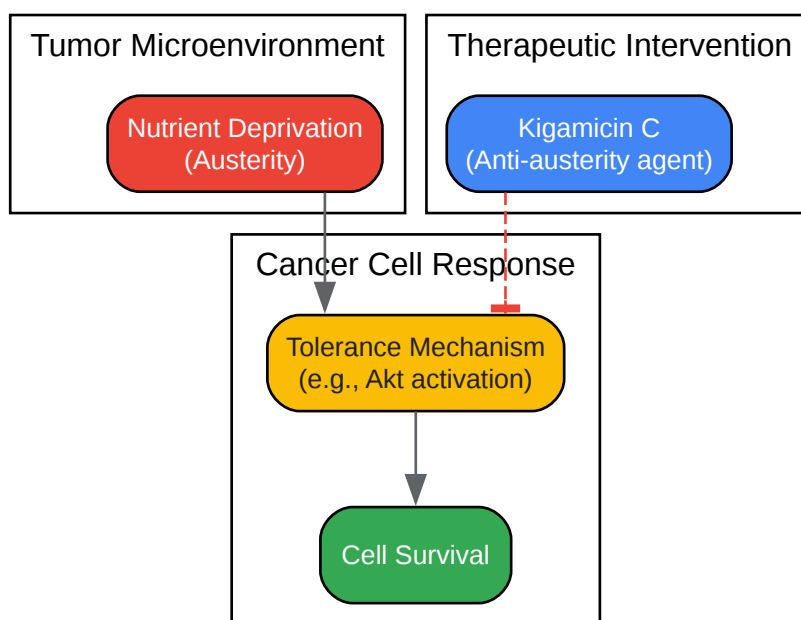 Tumor Microenvironment
Nutrient Deprivation
(Austerity)
Therapeutic Intervention
Kigamicin C
(Anti-austerity agent)
Cancer Cell Response
Tolerance Mechanism
(e.g., Akt activation)
Cell Survival